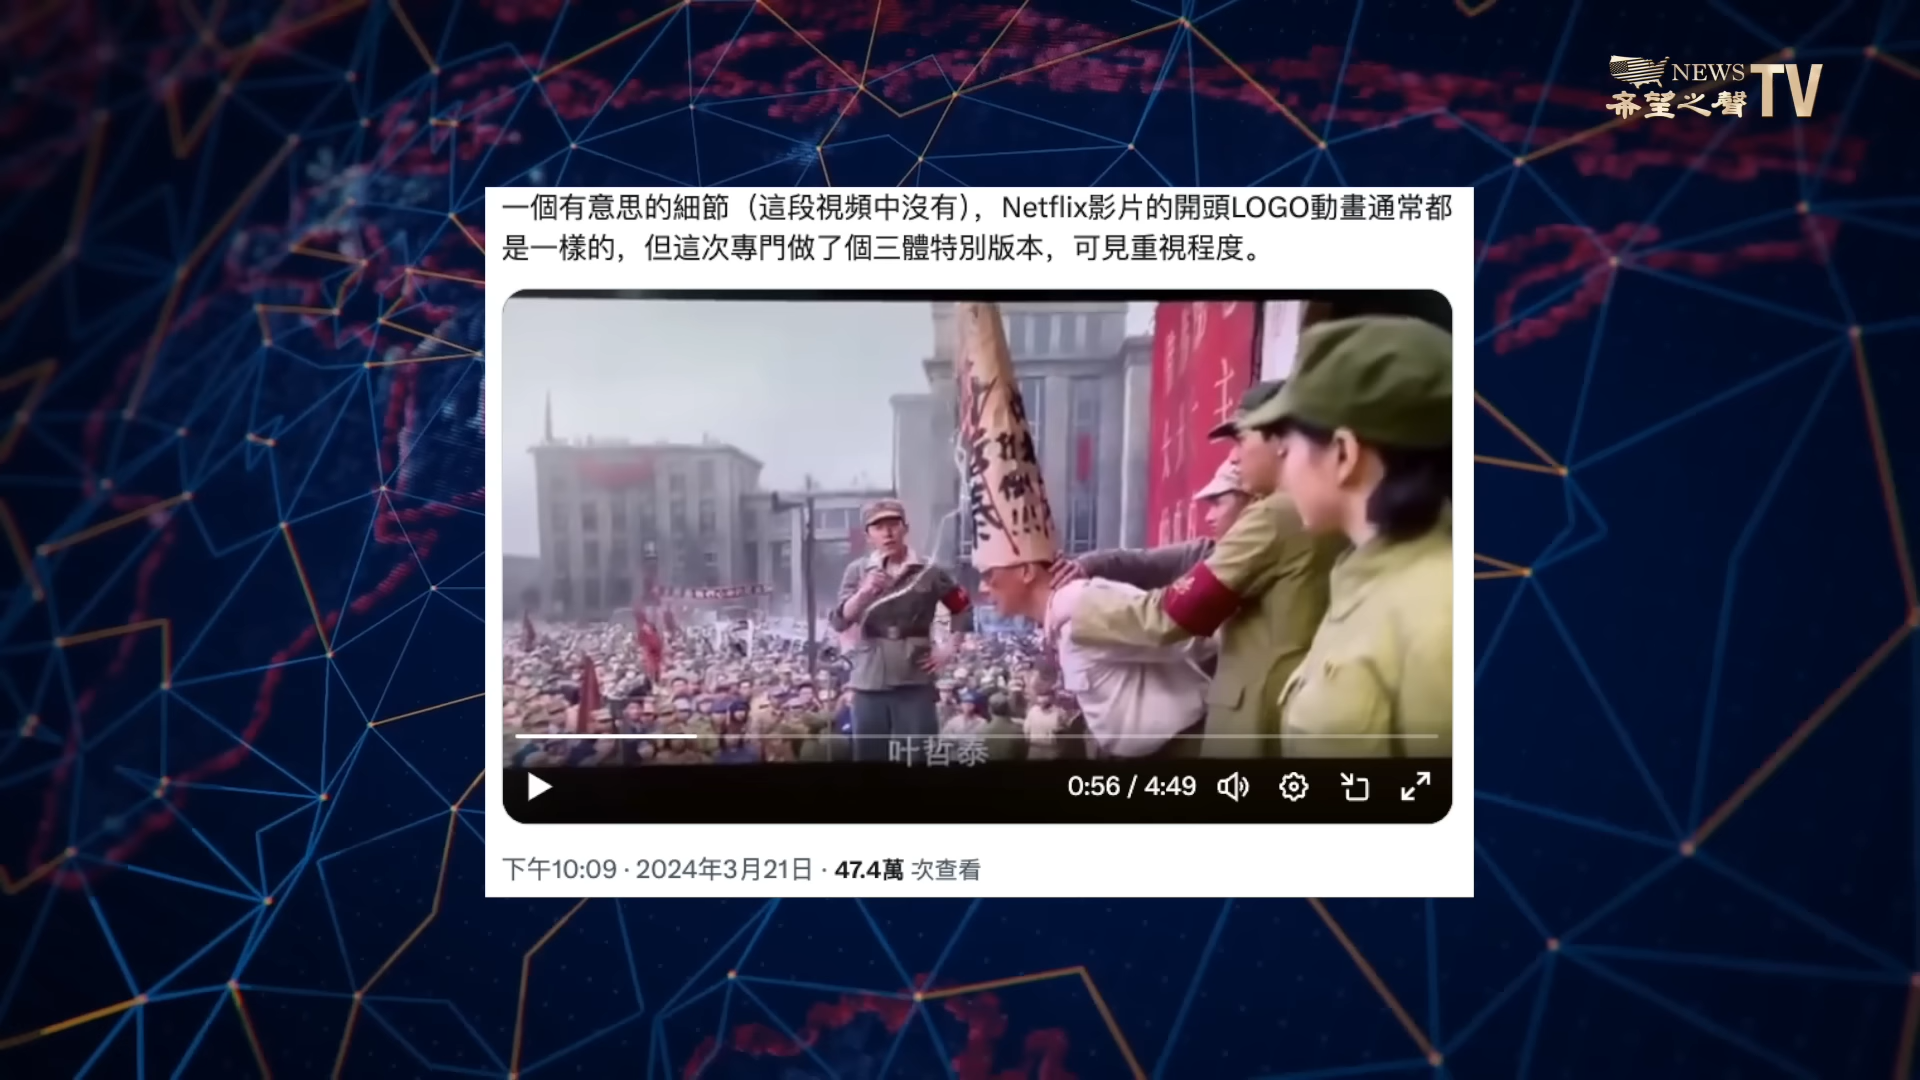 NEWS
希望之聲TV
一個有意思的細節（這段視頻中沒有），Netflix影片的開頭LOGO動畫通常都
是一樣的，但這次專門做了個三體特別版本，可見重視程度。
叶哲泰
0:56 / 4:49
下午10:09 · 2024年3月21日 · 47.4萬 次查看